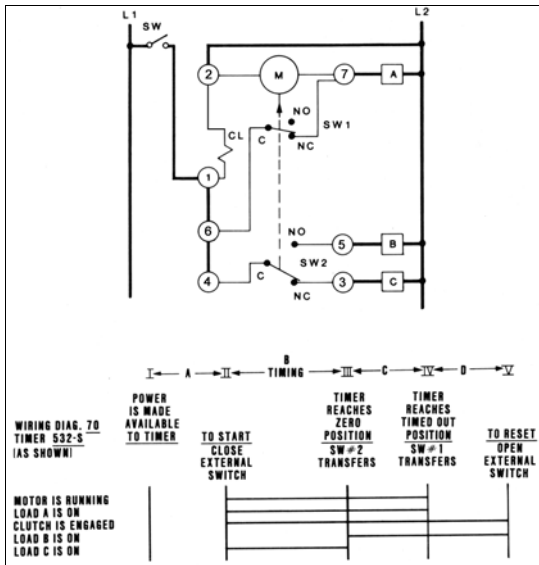 L1
L2
SW
2
M
7
A
NO
SW1
C
NC
CL
1
6
NO
5
B
SW2
4
C
NC
3
C
I A II B III C IV D V
TIMING
WIRING DIAG. 70
TIMER 532-S
(AS SHOWN)
POWER
IS MADE
AVAILABLE
TO TIMER
TO START
CLOSE
EXTERNAL
SWITCH
TIMER
REACHES
ZERO
POSITION
SW#2
TRANSFERS
TIMER
REACHES
TIMED OUT
POSITION
SW#1
TRANSFERS
TO RESET
OPEN
EXTERNAL
SWITCH
MOTOR IS RUNNING
LOAD A IS ON
CLUTCH IS ENGAGED
LOAD B IS ON
LOAD C IS ON